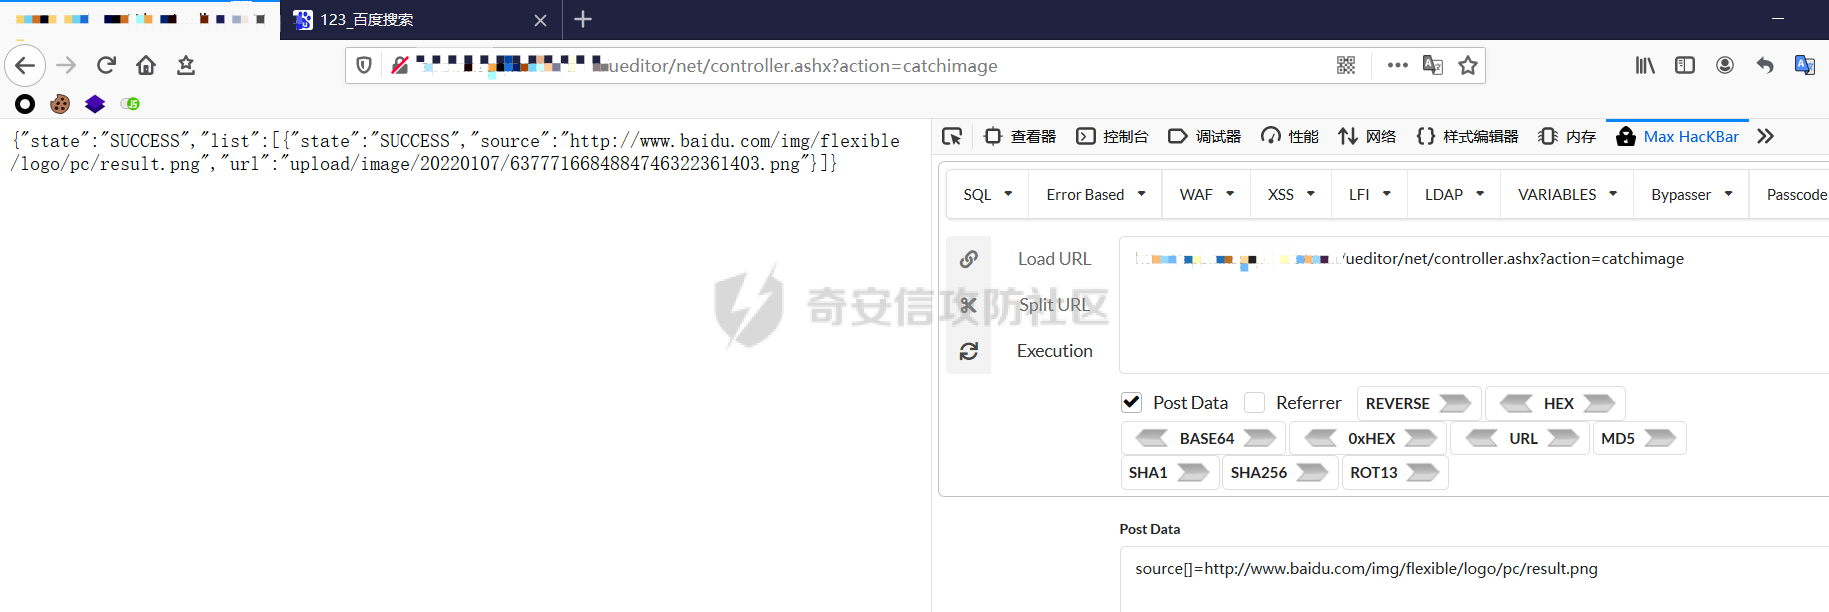 123_百度搜索
ueditor/net/controller.ashx?action=catchimage
JS
{"state":"SUCCESS","list":[{"state":"SUCCESS","source":"http://www.baidu.com/img/flexible
/logo/pc/result.png","url":"upload/image/20220107/6377716684884746322361403.png"}]}
查看器 控制台 调试器 性能 网络 样式编辑器 内存 Max HacKBar
SQL Error Based WAF XSS LFI LDAP VARIABLES Bypasser Passcode
Load URL
/ueditor/net/controller.ashx?action=catchimage
Split URL
Execution
奇安信攻防社区
Post Data Referrer REVERSE HEX
BASE64 0xHEX URL MD5
SHA1 SHA256 ROT13
Post Data
source[]=http://www.baidu.com/img/flexible/logo/pc/result.png